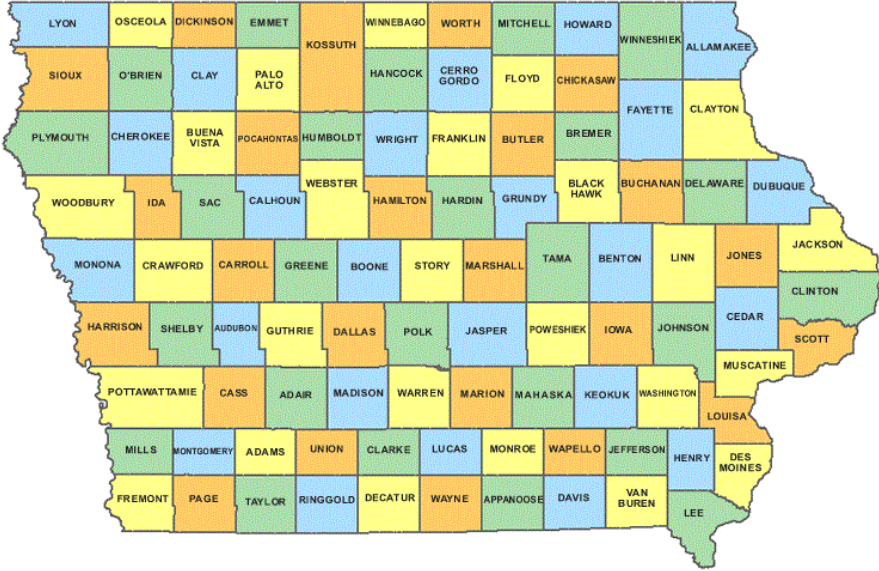 LYON
OSCEOLA
DICKINSON
EMMET
KOSSUTH
WINNEBAGO
WORTH
MITCHELL
HOWARD
WINNESHIEK
ALLAMAKEE
SIOUX
O'BRIEN
CLAY
PALO
ALTO
HANCOCK
CERRO
GORDO
FLOYD
CHICKASAW
FAYETTE
CLAYTON
PLYMOUTH
CHEROKEE
BUENA
VISTA
POCAHONTAS
HUMBOLDT
WRIGHT
FRANKLIN
BUTLER
BREMER
WOODBURY
IDA
SAC
CALHOUN
WEBSTER
HAMILTON
HARDIN
GRUNDY
BLACK
HAWK
BUCHANAN
DELAWARE
DUBUQUE
MONONA
CRAWFORD
CARROLL
GREENE
BOONE
STORY
MARSHALL
TAMA
BENTON
LINN
JONES
JACKSON
CLINTON
HARRISON
SHELBY
AUDUBON
GUTHRIE
DALLAS
POLK
JASPER
POWESHIEK
IOWA
JOHNSON
CEDAR
SCOTT
MUSCATINE
POTTAWATTAMIE
CASS
ADAIR
MADISON
WARREN
MARION
MAHASKA
KEOKUK
WASHINGTON
LOUISA
MILLS
MONTGOMERY
ADAMS
UNION
CLARKE
LUCAS
MONROE
WAPELLO
JEFFERSON
HENRY
DES
MOINES
FREMONT
PAGE
TAYLOR
RINGGOLD
DECATUR
WAYNE
APPANOOSE
DAVIS
VAN
BUREN
LEE